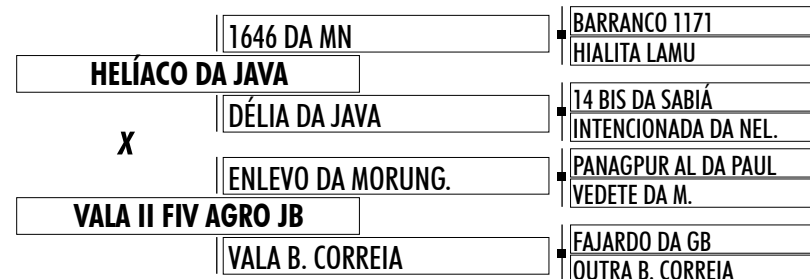 BARRANCO 1171
1646 DA MN
HIALITA LAMU
HELÍACO DA JAVA
14 BIS DA SABIÁ
DÉLIA DA JAVA
INTENCIONADA DA NEL.
X
PANAGPUR AL DA PAUL
ENLEVO DA MORUNG.
VEDETE DA M.
VALA II FIV AGRO JB
FAJARDO DA GB
VALA B. CORREIA
OUTRA B. CORREIA